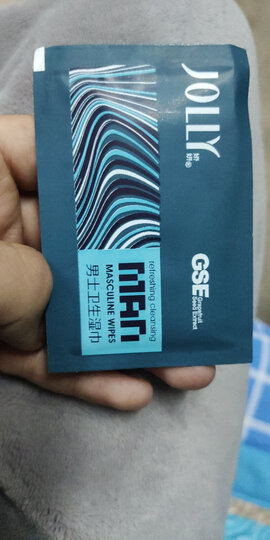 JOLLY®
娇妍
GSE
Grapefruit
Seed Extract
refreshing cleansing
MAN
MASCULINE WIPES
男士卫生湿巾